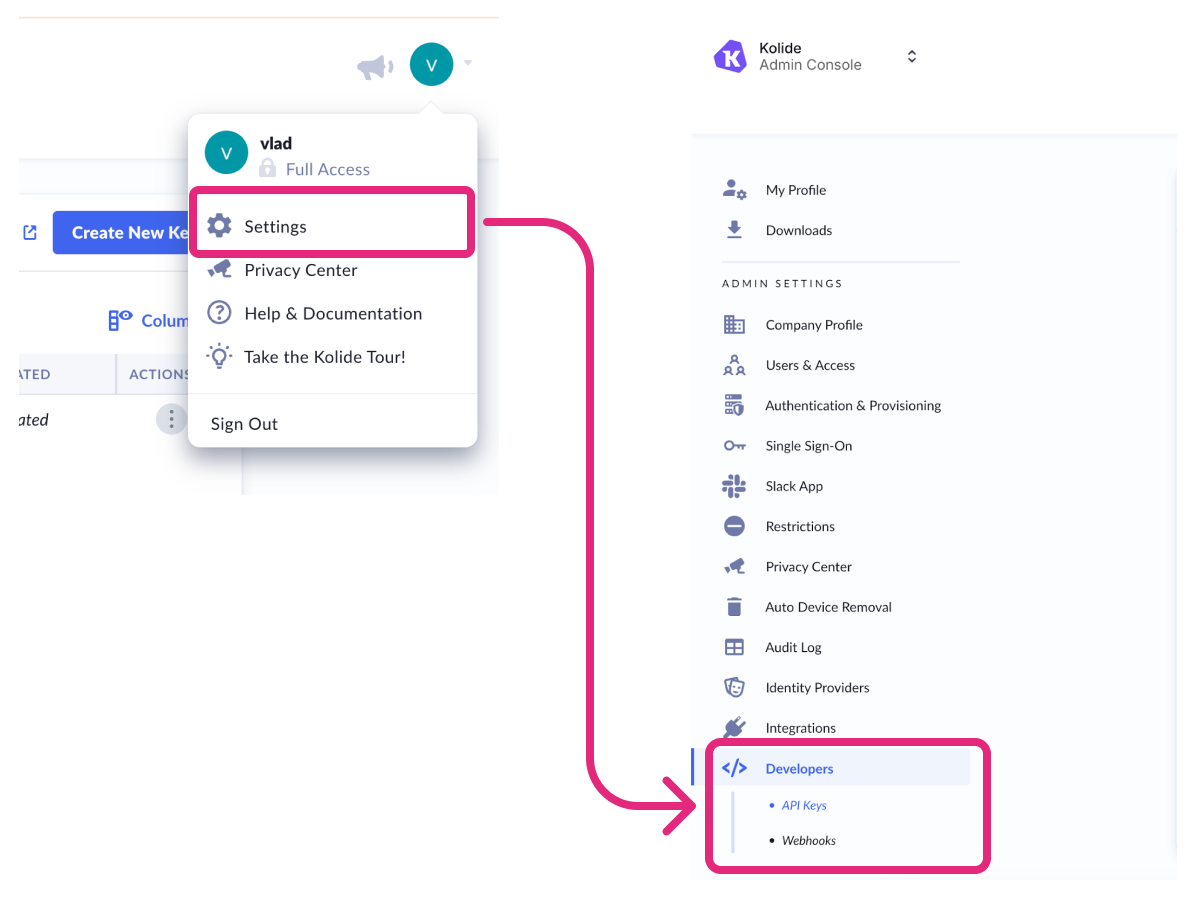 V
V
vlad
Full Access
Create New Ke
Settings
Privacy Center
Help & Documentation
Colum
Take the Kolide Tour!
ATED
ACTIONS
ated
Sign Out
Kolide
Admin Console
My Profile
Downloads
ADMIN SETTINGS
Company Profile
Users & Access
Authentication & Provisioning
Single Sign-On
Slack App
Restrictions
Privacy Center
Auto Device Removal
Audit Log
Identity Providers
Integrations
</> Developers
• API Keys
• Webhooks